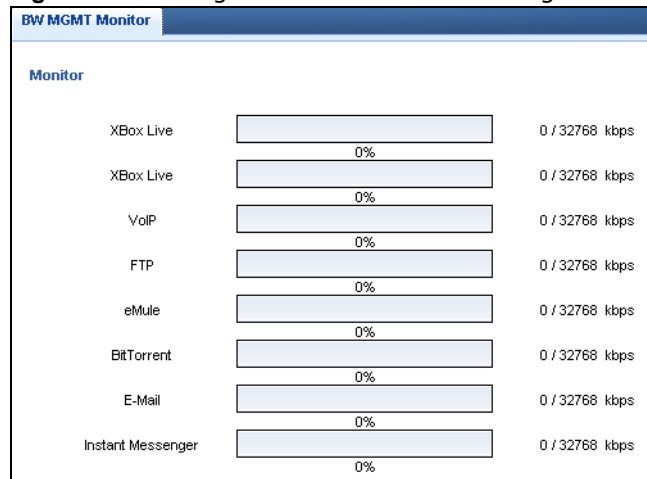 BW MGMT Monitor
Monitor
XBox Live 0 / 32768 kbps
0%
XBox Live 0 / 32768 kbps
0%
VoIP 0 / 32768 kbps
0%
FTP 0 / 32768 kbps
0%
eMule 0 / 32768 kbps
0%
BitTorrent 0 / 32768 kbps
0%
E-Mail 0 / 32768 kbps
0%
Instant Messenger 0 / 32768 kbps
0%